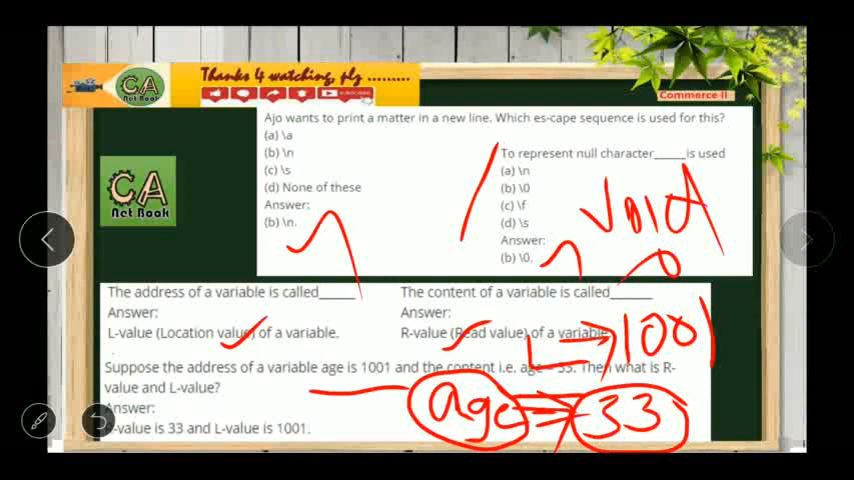 CA
Net Book
Thanks 4 watching, plz .........
SUBSCRIBE
Commerce II
Ajo wants to print a matter in a new line. Which es-cape sequence is used for this?
(a) \a
(b) \n
(c) \s
(d) None of these
Answer:
(b) \n.
To represent null character______is used
(a) \n
(b) \0
(c) \f
(d) \s
Answer:
(b) \0.
void
CA
Net Book
The address of a variable is called______
Answer:
L-value (Location value) of a variable.
.
The content of a variable is called_______
Answer:
R-value (Read value) of a variable
L 1001
Suppose the address of a variable age is 1001 and the content i.e. age = 33. Then what is R-
value and L-value?
Answer:
R-value is 33 and L-value is 1001.
age 33